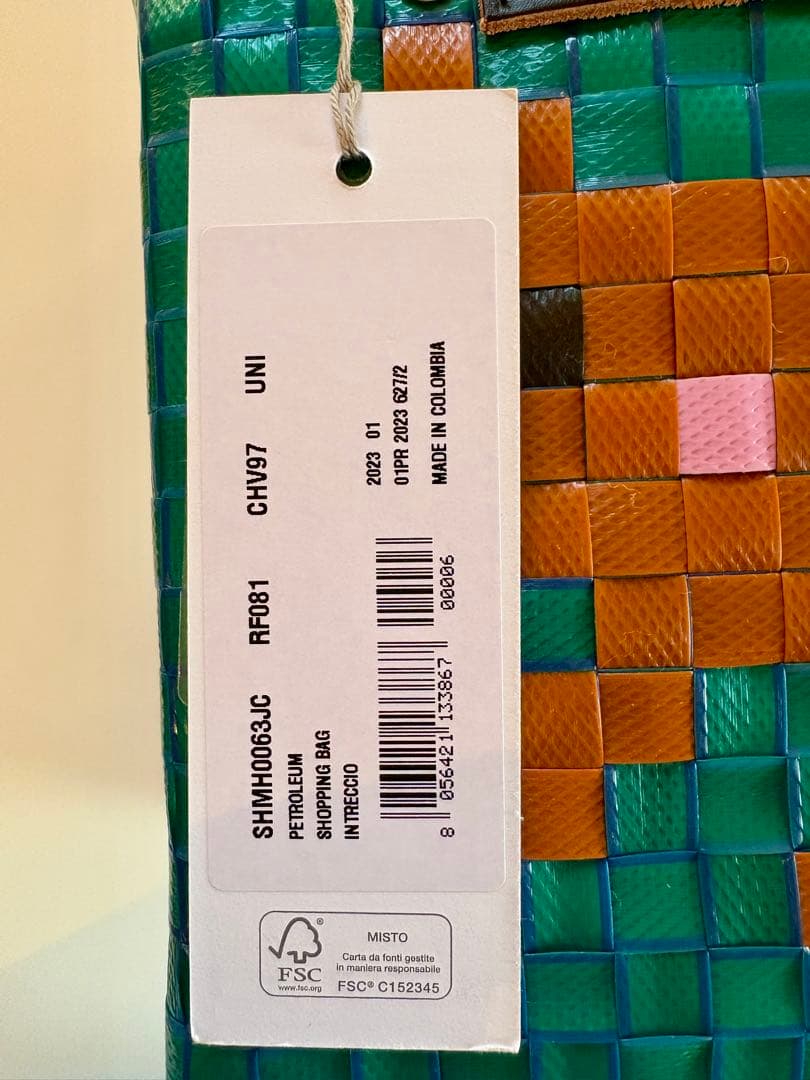 SHMH0063JC RF081 CHV97 UNI
PETROLEUM
SHOPPING BAG
INTRECCIO
2023 01
01PR 2023 627/2
MADE IN COLOMBIA
8 056421 133867 00006
FSC®
www.fsc.org
MISTO
Carta da fonti gestite
in maniera responsabile
FSC® C152345